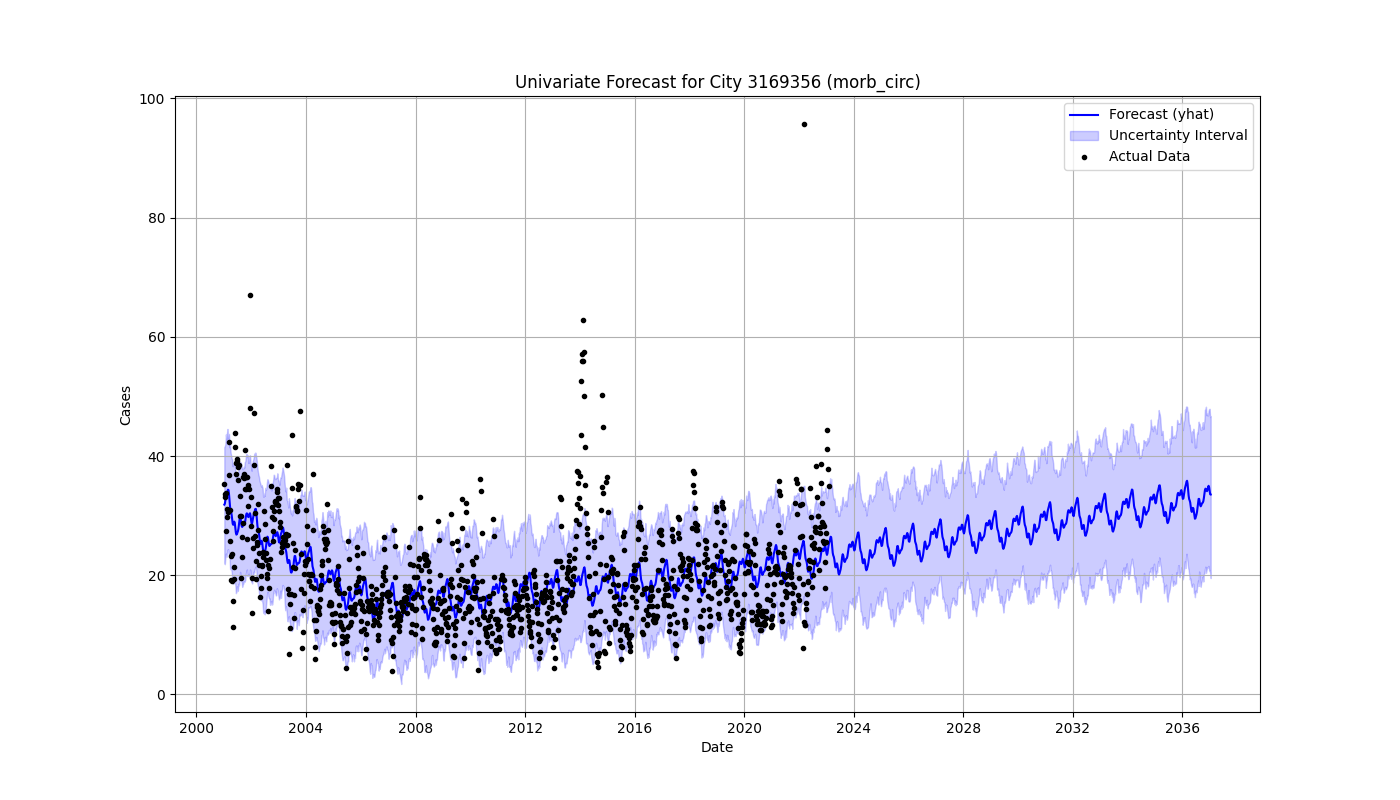 Univariate Forecast for City 3169356 (morb_circ)
100
80
60
40
20
0
Cases
2000 2004 2008 2012 2016 2020 2024 2028 2032 2036
Date
Forecast (yhat)
Uncertainty Interval
Actual Data